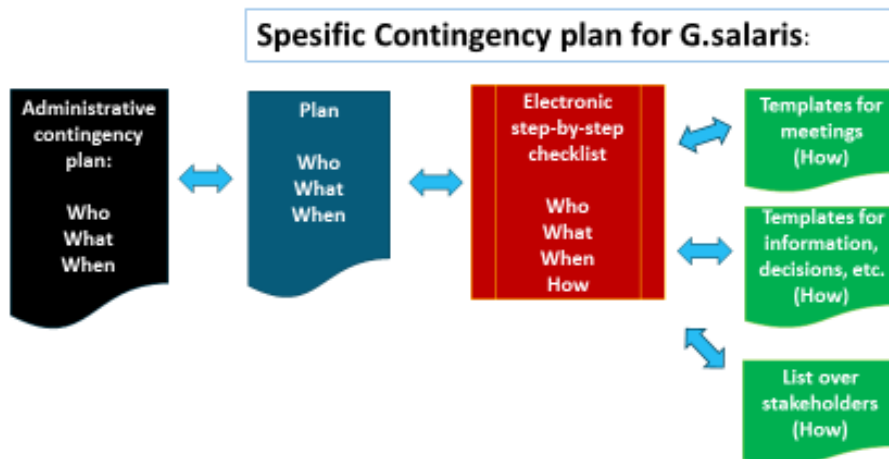 Spesific Contingency plan for G.salaris:
Administrative
contingency
plan:
Who
What
When
Plan
Who
What
When
Electronic
step-by-step
checklist
Who
What
When
How
Templates for
meetings
(How)
Templates for
information,
decisions, etc.
(How)
List over
stakeholders
(How)